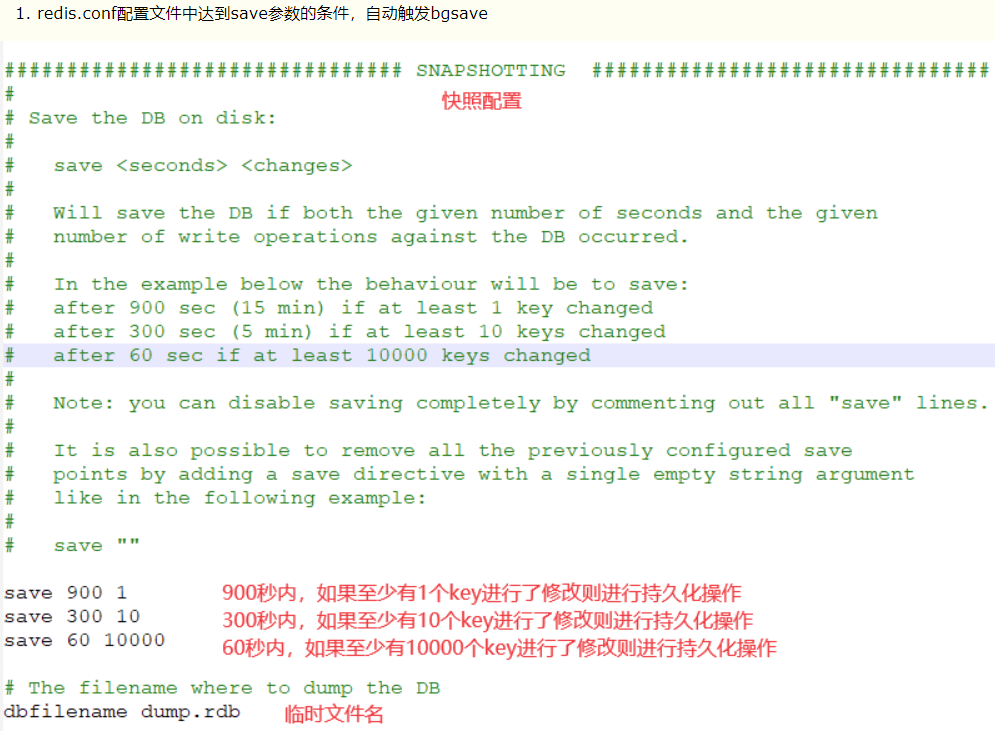 1. redis.conf配置文件中达到save参数的条件，自动触发bgsave
################################ SNAPSHOTTING ################################
#
快照配置
# Save the DB on disk:
#
# save <seconds> <changes>
#
# Will save the DB if both the given number of seconds and the given
# number of write operations against the DB occurred.
#
# In the example below the behaviour will be to save:
# after 900 sec (15 min) if at least 1 key changed
# after 300 sec (5 min) if at least 10 keys changed
# after 60 sec if at least 10000 keys changed
#
# Note: you can disable saving completely by commenting out all "save" lines.
#
# It is also possible to remove all the previously configured save
# points by adding a save directive with a single empty string argument
# like in the following example:
#
# save ""
save 900 1 900秒内，如果至少有1个key进行了修改则进行持久化操作
save 300 10 300秒内，如果至少有10个key进行了修改则进行持久化操作
save 60 10000 60秒内，如果至少有10000个key进行了修改则进行持久化操作
# The filename where to dump the DB
dbfilename dump.rdb 临时文件名